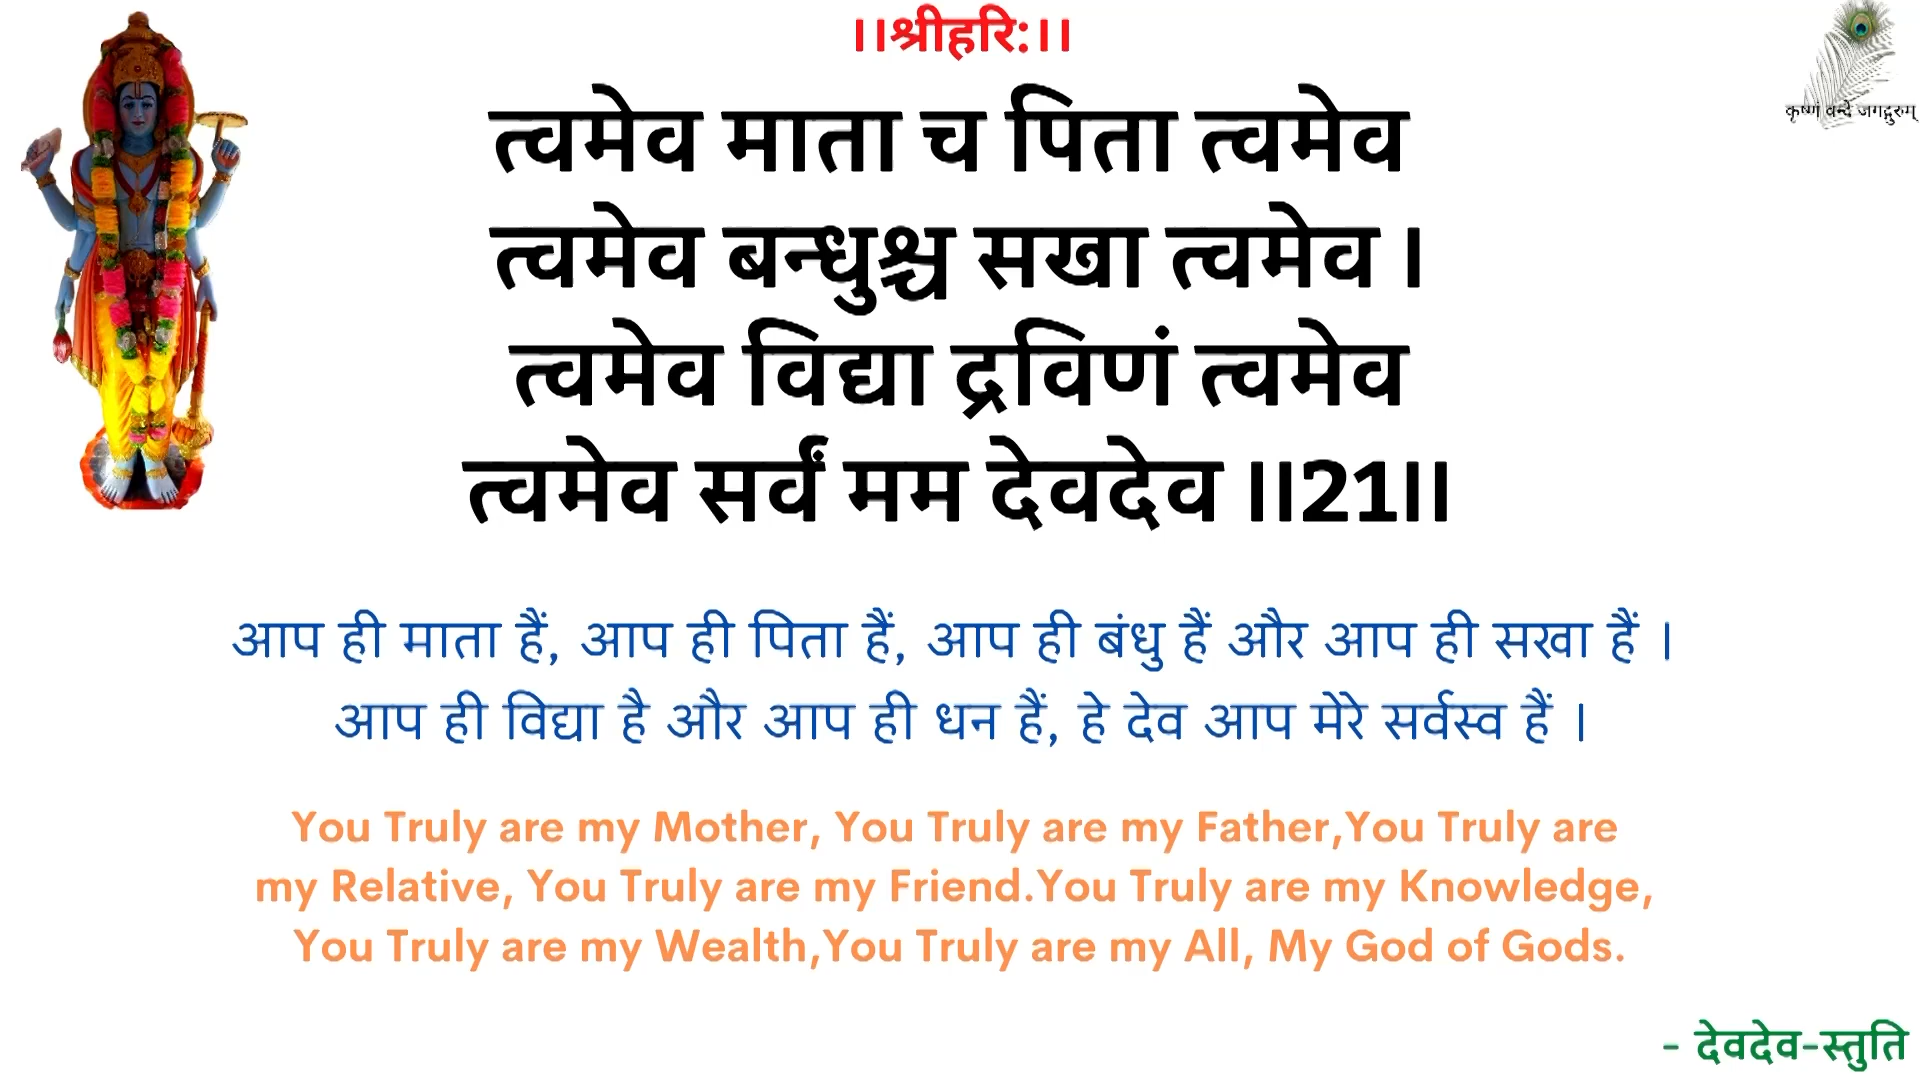 ।।श्रीहरि:।।
कृष्णं वन्दे जगद्गुरुम्
त्वमेव माता च पिता त्वमेव
त्वमेव बन्धुश्च सखा त्वमेव ।
त्वमेव विद्या द्रविणं त्वमेव
त्वमेव सर्वं मम देवदेव ।।21।।
आप ही माता हैं, आप ही पिता हैं, आप ही बंधु हैं और आप ही सखा हैं ।
आप ही विद्या है और आप ही धन हैं, हे देव आप मेरे सर्वस्व हैं ।
You Truly are my Mother, You Truly are my Father,You Truly are
my Relative, You Truly are my Friend.You Truly are my Knowledge,
You Truly are my Wealth,You Truly are my All, My God of Gods.
- देवदेव-स्तुति